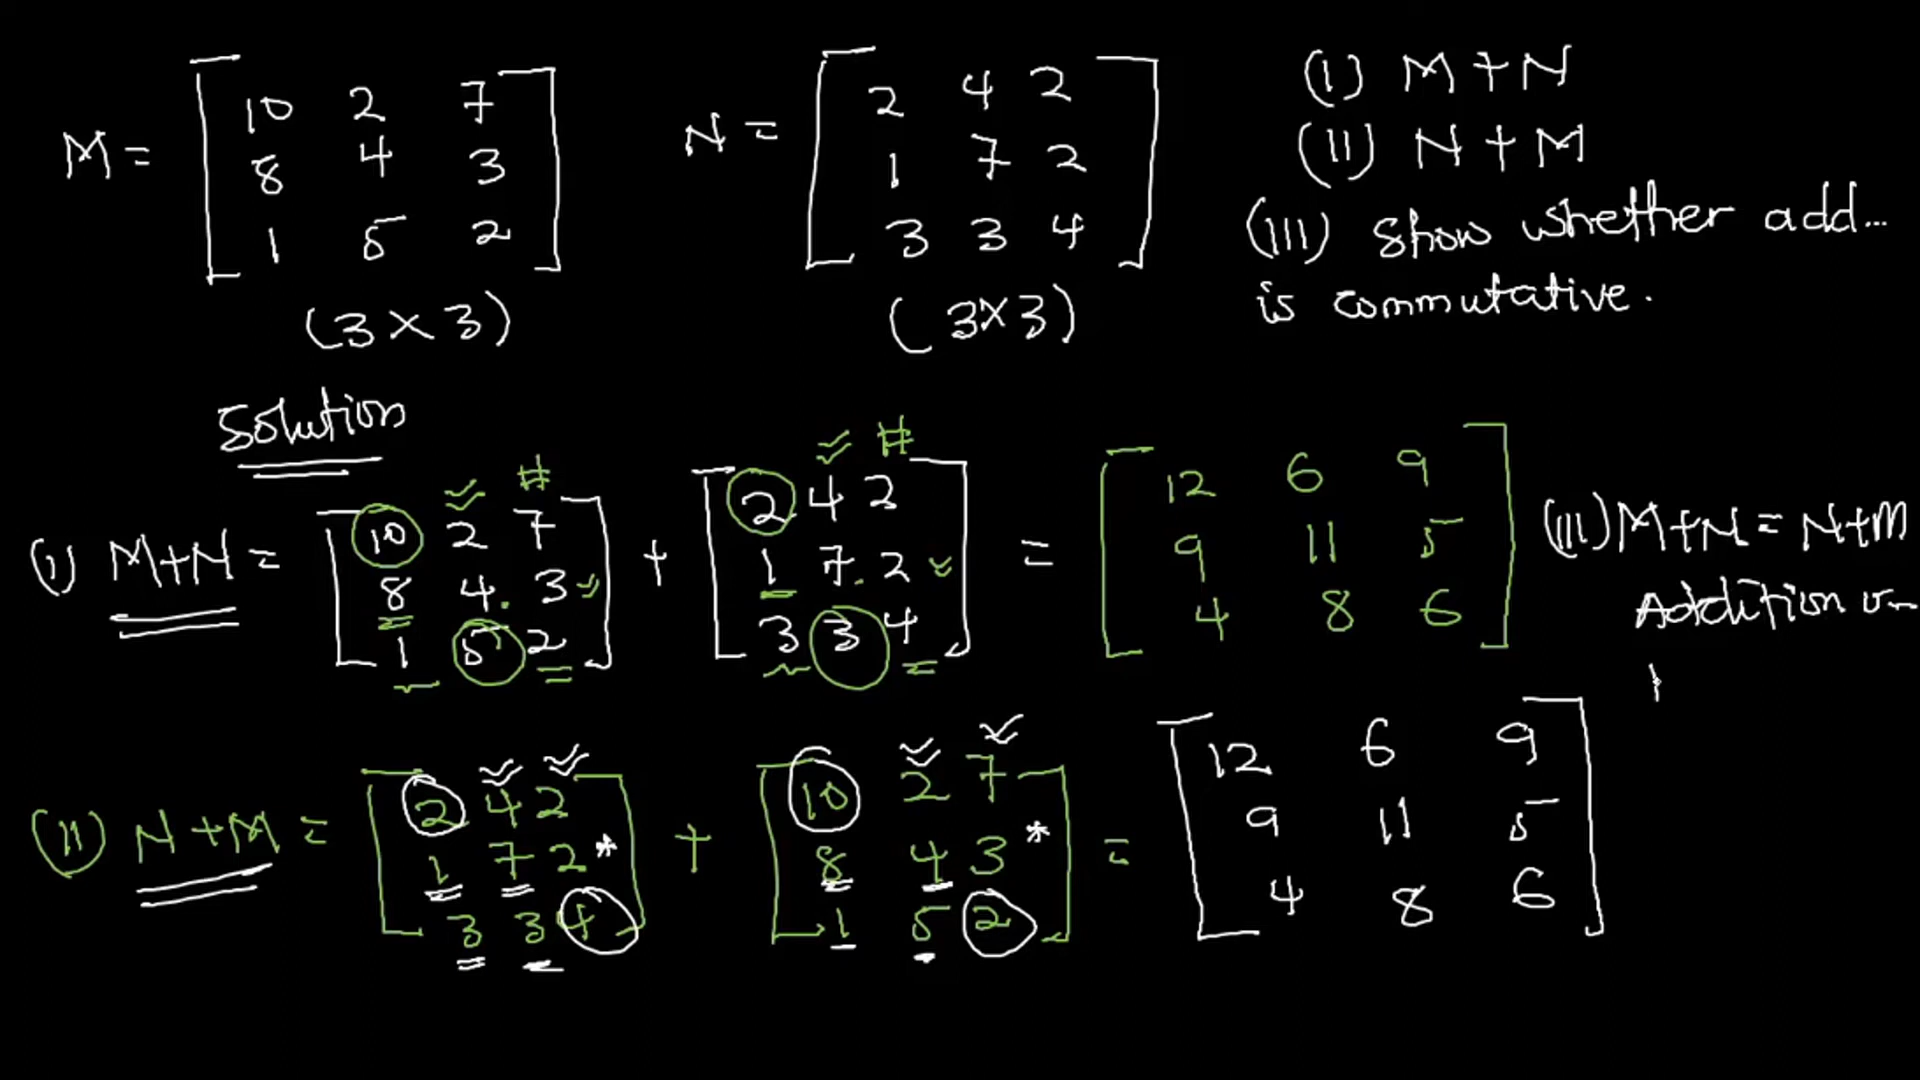 M = [10 2 7
8 4 3
1 5 2]
(3×3)
N = [2 4 2
1 7 2
3 3 4]
(3×3)
(I) M+N
(II) N+M
(III) Show whether add...
is commutative.
Solution
# #
(I) M+N = [10 2 7 + [2 4 2 = [12 6 9
8 4. 3 1 7. 2 9 11 5
1 5 2] 3 3 4] 4 8 6]
(III) M+N = N+M
Addition
(II) N+M = [2 4 2 + [10 2 7 = [12 6 9
1 7 2* 8 4 3* 9 11 5
3 3 4] 1 5 2] 4 8 6]